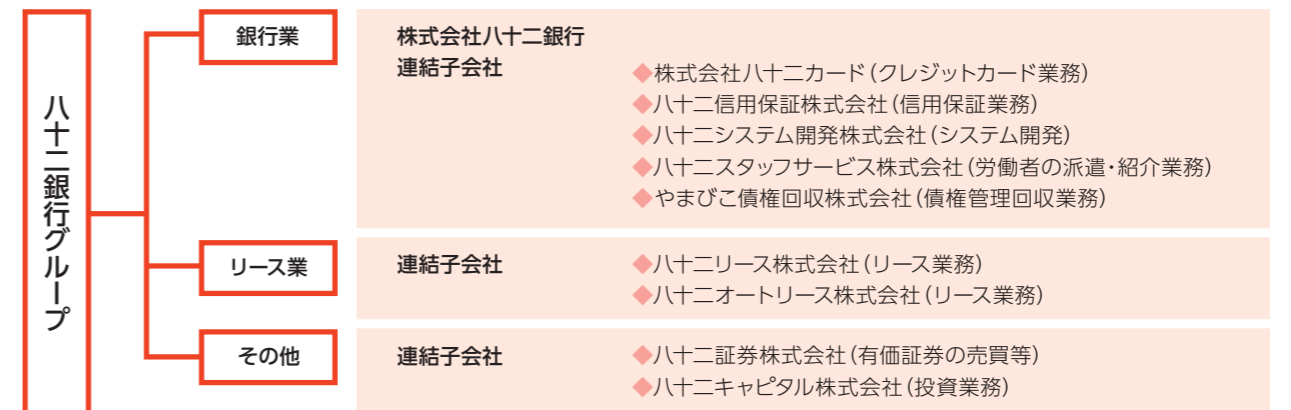 八十二銀行グループ
銀行業
株式会社八十二銀行
連結子会社
◆株式会社八十二カード(クレジットカード業務)
◆八十二信用保証株式会社(信用保証業務)
◆八十二システム開発株式会社(システム開発)
◆八十二スタッフサービス株式会社(労働者の派遣・紹介業務)
◆やまびこ債権回収株式会社(債権管理回収業務)
リース業
連結子会社
◆八十二リース株式会社(リース業務)
◆八十二オートリース株式会社(リース業務)
その他
連結子会社
◆八十二証券株式会社(有価証券の売買等)
◆八十二キャピタル株式会社(投資業務)